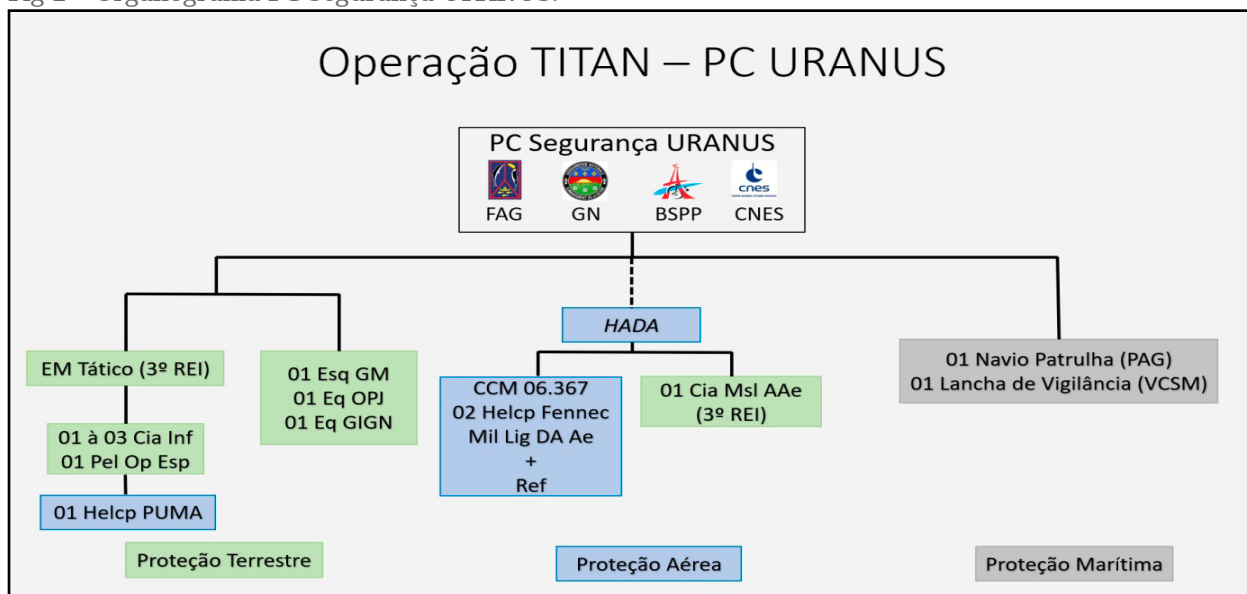 Operação TITAN – PC URANUS
PC Segurança URANUS
cnes
FAG
GN
BSPP
CNES
HADA
EM Tático (3º REI)
01 Esq GM
01 Eq OPJ
01 Eq GIGN
01 à 03 Cia Inf
01 Pel Op Esp
01 Helcp PUMA
CCM 06.367
02 Helcp Fennec
Mil Lig DA Ae
+
Ref
01 Cia Msl AAe
(3º REI)
01 Navio Patrulha (PAG)
01 Lancha de Vigilância (VCSM)
Proteção Terrestre
Proteção Aérea
Proteção Marítima